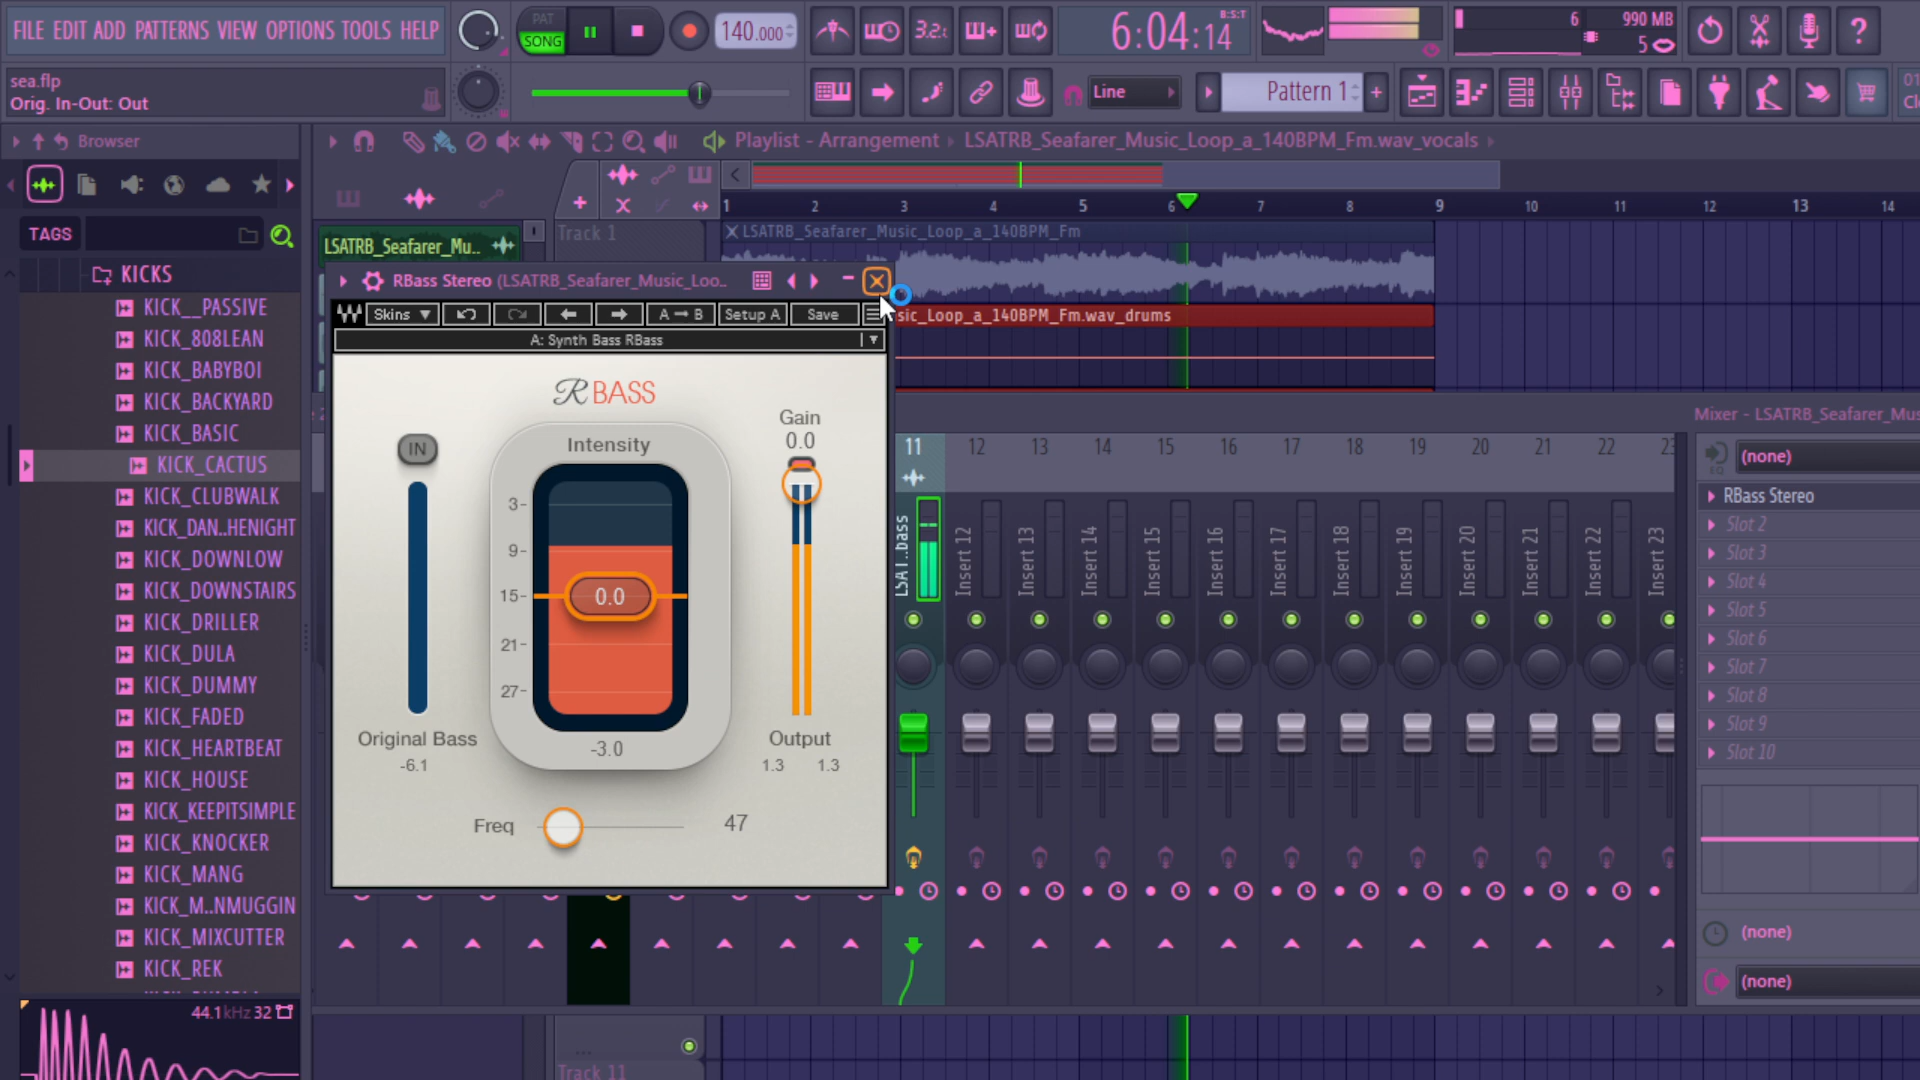 FILE EDIT ADD PATTERNS VIEW OPTIONS TOOLS HELP
PAT
SONG
140.000
3.2.
6:04:14
B:S:T
6
990 MB
5
sea.flp
Orig. In-Out: Out
Line
Pattern 1
Browser
Playlist - Arrangement
LSATRB_Seafarer_Music_Loop_a_140BPM_Fm.wav_vocals
TAGS
KICKS
KICK__PASSIVE
KICK_808LEAN
KICK_BABYBOI
KICK_BACKYARD
KICK_BASIC
KICK_CACTUS
KICK_CLUBWALK
KICK_DAN..HENIGHT
KICK_DOWNLOW
KICK_DOWNSTAIRS
KICK_DRILLER
KICK_DULA
KICK_DUMMY
KICK_FADED
KICK_HEARTBEAT
KICK_HOUSE
KICK_KEEPITSIMPLE
KICK_KNOCKER
KICK_MANG
KICK_M..NMUGGIN
KICK_MIXCUTTER
KICK_REK
44.1kHz 32
1 2 3 4 5 6 7 8 9 10 11 12 13 14
LSATRB_Seafarer_Mu..
Track 1
LSATRB_Seafarer_Music_Loop_a_140BPM_Fm
sic_Loop_a_140BPM_Fm.wav_drums
RBass Stereo (LSATRB_Seafarer_Music_Loo..
Skins
A → B
Setup A
Save
A: Synth Bass RBass
R BASS
IN
Original Bass
-6.1
Intensity
3-
9-
15-
21-
27-
0.0
-3.0
Gain
0.0
Output
1.3 1.3
Freq
47
Mixer - LSATRB_Seafarer_Mus
11 12 13 14 15 16 17 18 19 20 21 22 23
LSAT..bass
Insert 12
Insert 13
Insert 14
Insert 15
Insert 16
Insert 17
Insert 18
Insert 19
Insert 20
Insert 21
Insert 22
Insert 23
(none)
RBass Stereo
Slot 2
Slot 3
Slot 4
Slot 5
Slot 6
Slot 7
Slot 8
Slot 9
Slot 10
(none)
(none)
Track 11